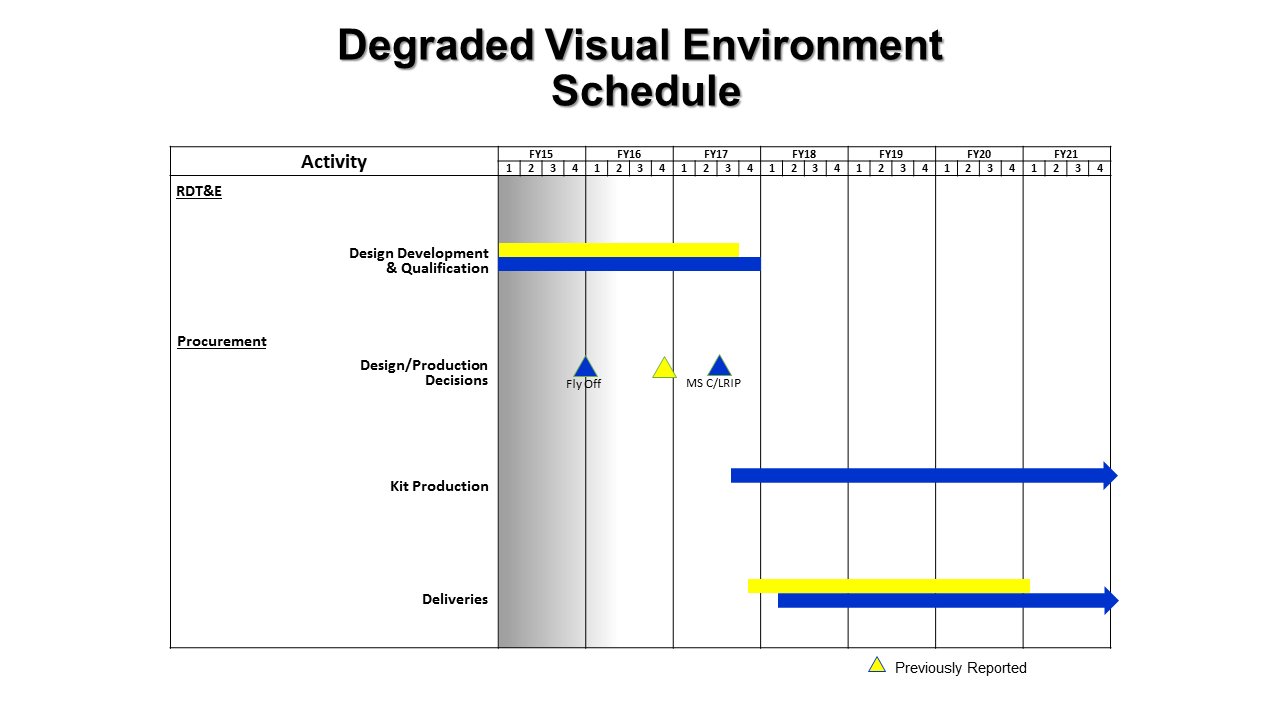 Degraded Visual Environment
Schedule
Activity
FY15 FY16 FY17 FY18 FY19 FY20 FY21
1 2 3 4 1 2 3 4 1 2 3 4 1 2 3 4 1 2 3 4 1 2 3 4 1 2 3 4
RDT&E
Design Development
& Qualification
Procurement
Design/Production
Decisions
Fly Off
MS C/LRIP
Kit Production
Deliveries
Previously Reported